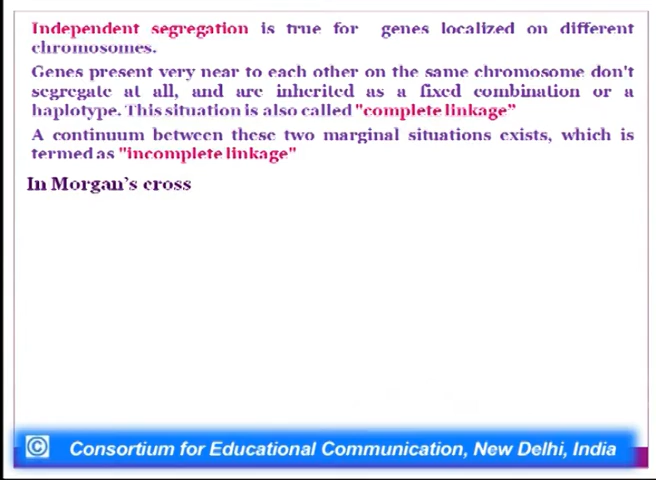 Independent segregation is true for genes localized on different
chromosomes.
Genes present very near to each other on the same chromosome don't
segregate at all, and are inherited as a fixed combination or a
haplotype. This situation is also called "complete linkage”
A continuum between these two marginal situations exists, which is
termed as "incomplete linkage"
In Morgan’s cross
© Consortium for Educational Communication, New Delhi, India